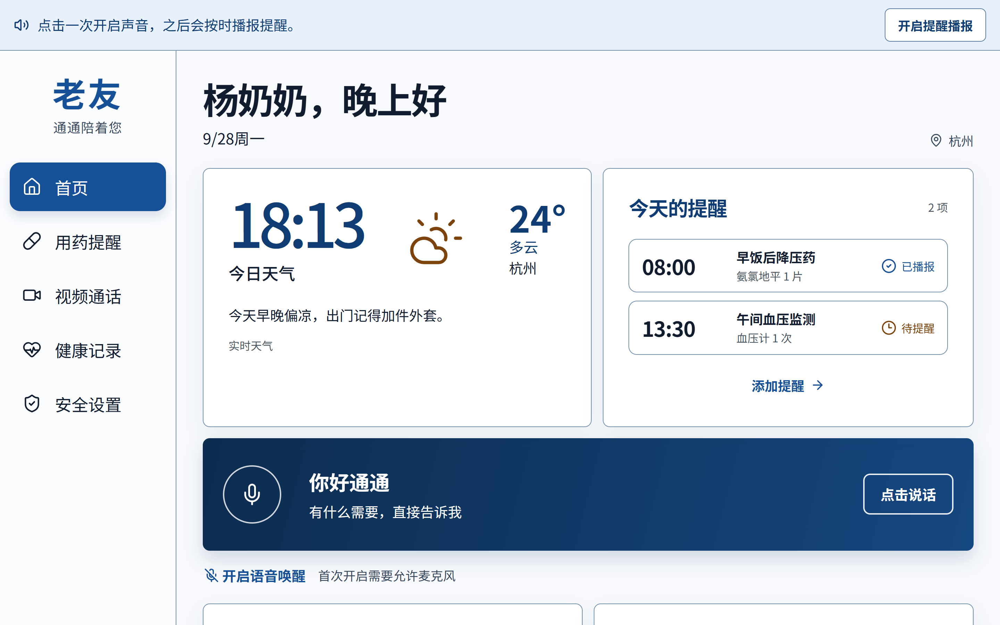 点击一次开启声音，之后会按时播报提醒。
开启提醒播报
老友
通通陪着您
首页
用药提醒
视频通话
健康记录
安全设置
杨奶奶，晚上好
9/28周一
杭州
18:13
今日天气
24°
多云
杭州
今天早晚偏凉，出门记得加件外套。
实时天气
今天的提醒
2 项
08:00
早饭后降压药
氨氯地平 1 片
已播报
13:30
午间血压监测
血压计 1 次
待提醒
添加提醒
你好通通
有什么需要，直接告诉我
点击说话
开启语音唤醒
首次开启需要允许麦克风